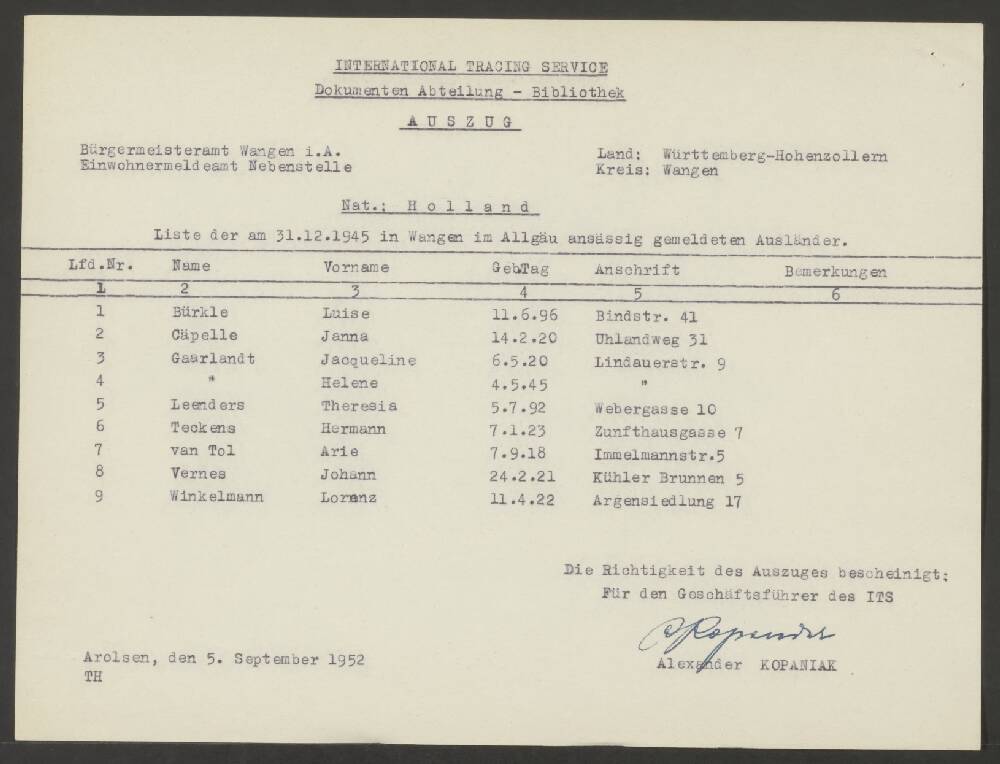 INTERNATIONAL TRACING SERVICE
Dokumenten Abteilung - Bibliothek
A U S Z U G
Bürgermeisteramt Wangen i.A.
Einwohnermeldeamt Nebenstelle
Land: Württemberg-Hohenzollern
Kreis: Wangen
Nat.: H o l l a n d
Liste der am 31.12.1945 in Wangen im Allgäu ansässig gemeldeten Ausländer.
Lfd.Nr. Name Vorname GebTag Anschrift Bemerkungen
1 2 3 4 5 6
1 Bürkle Luise 11.6.96 Bindstr. 41
2 Cäpelle Janna 14.2.20 Uhlandweg 31
3 Gaarlandt Jacqueline 6.5.20 Lindauerstr. 9
4 " Helene 4.5.45 "
5 Leenders Theresia 5.7.92 Webergasse 10
6 Teckens Hermann 7.1.23 Zunfthausgasse 7
7 van Tol Arie 7.9.18 Immelmannstr.5
8 Vernes Johann 24.2.21 Kühler Brunnen 5
9 Winkelmann Lorenz 11.4.22 Argensiedlung 17
Die Richtigkeit des Auszuges bescheinigt:
Für den Geschäftsführer des ITS
Alexander KOPANIAK
Arolsen, den 5. September 1952
TH